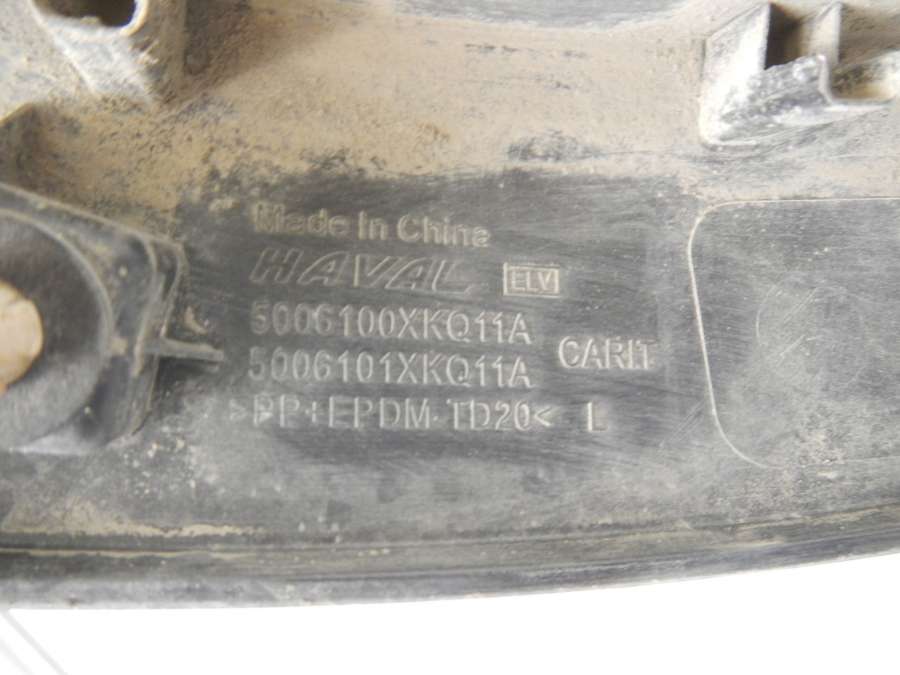 Made In China
HAVAL ELV
5006100XKQ11A
5006101XKQ11A
CARIT
>PP+EPDM-TD20< L